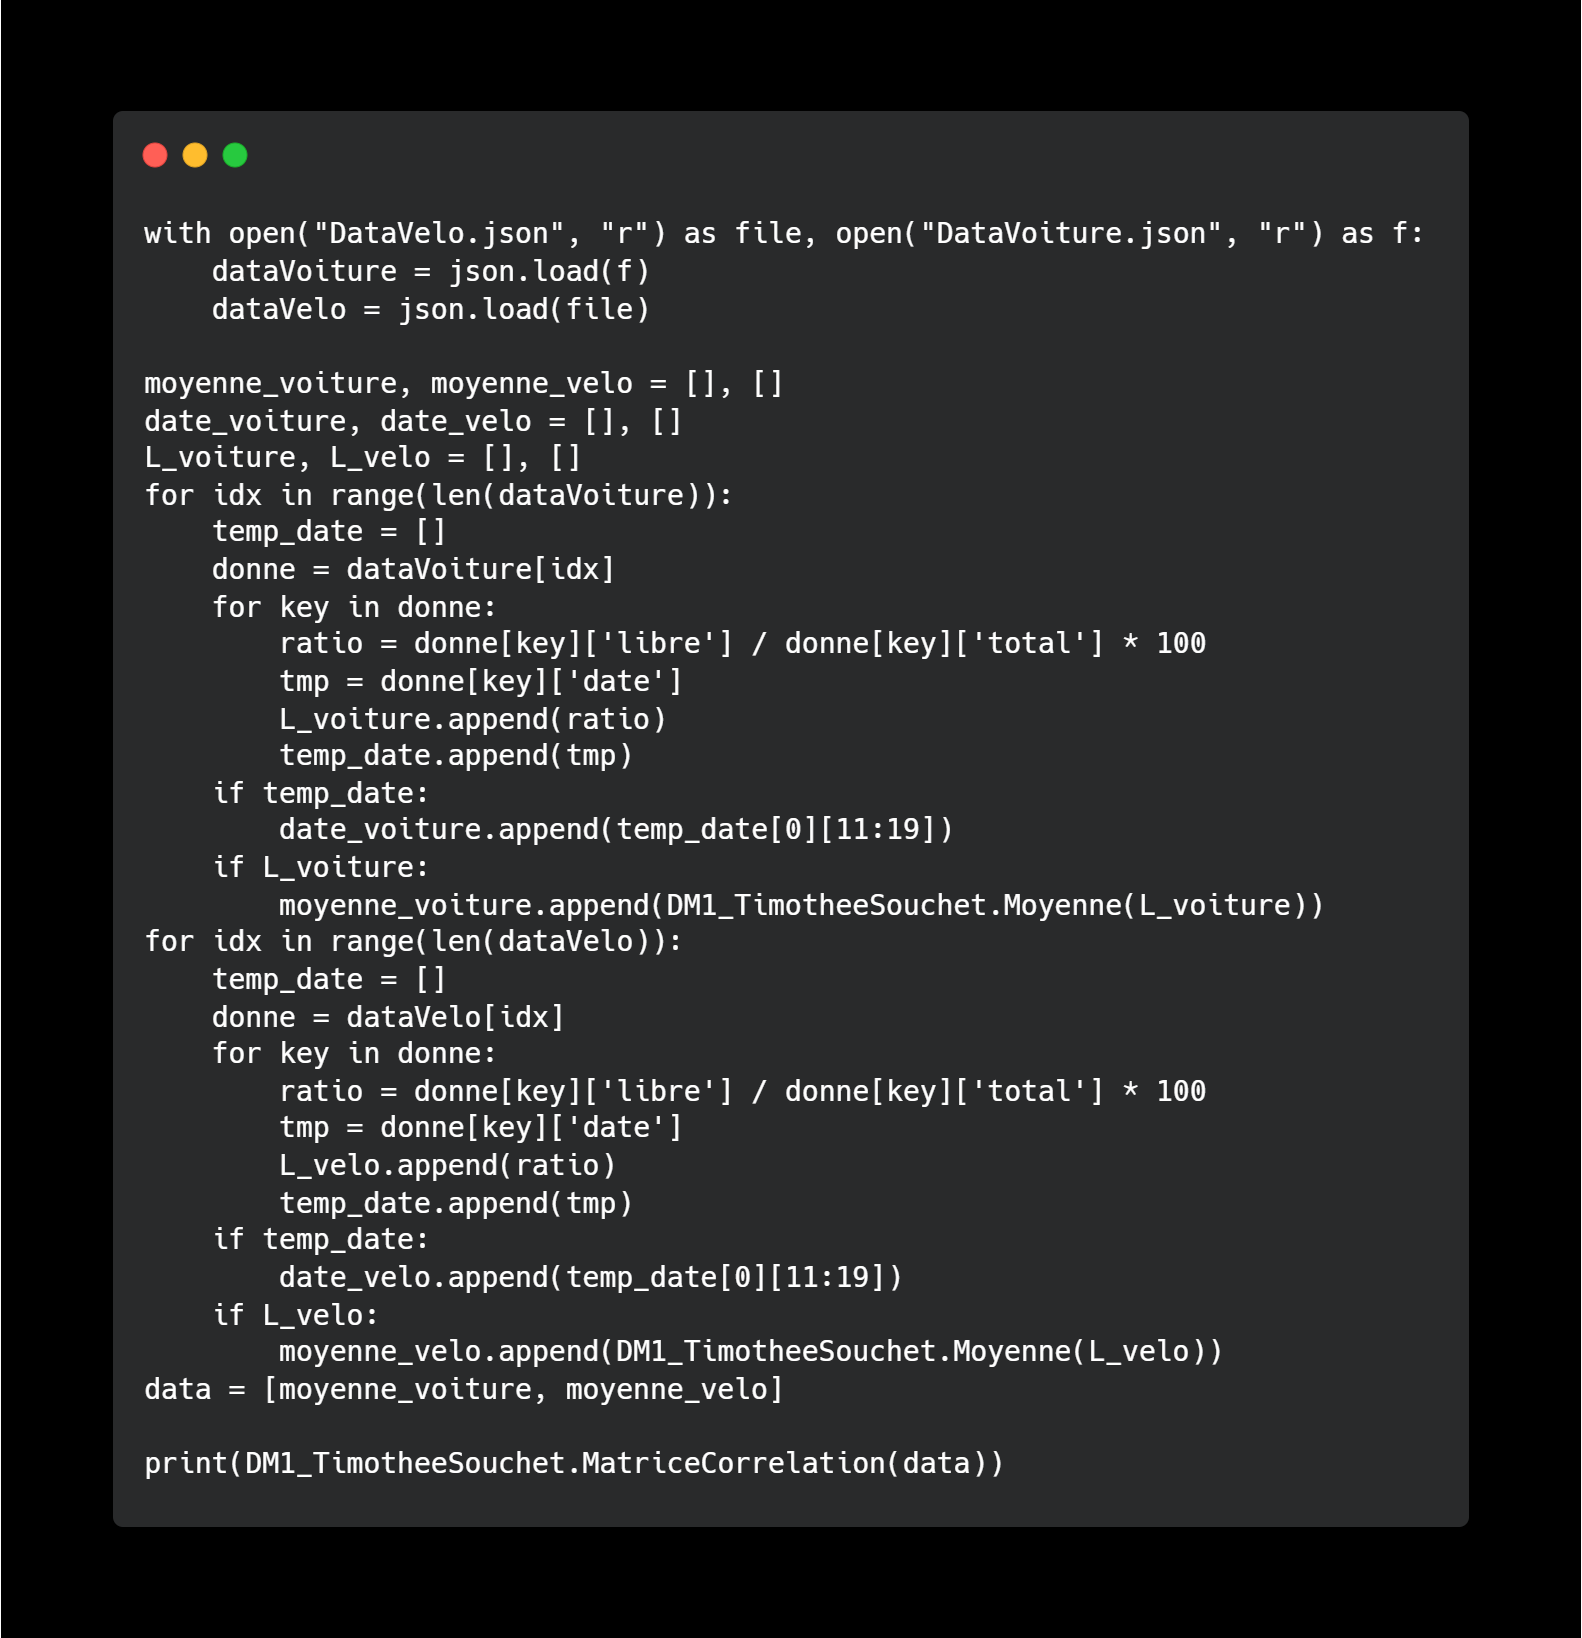 with open("DataVelo.json", "r") as file, open("DataVoiture.json", "r") as f:
    dataVoiture = json.load(f)
    dataVelo = json.load(file)

moyenne_voiture, moyenne_velo = [], []
date_voiture, date_velo = [], []
L_voiture, L_velo = [], []
for idx in range(len(dataVoiture)):
    temp_date = []
    donne = dataVoiture[idx]
    for key in donne:
        ratio = donne[key]['libre'] / donne[key]['total'] * 100
        tmp = donne[key]['date']
        L_voiture.append(ratio)
        temp_date.append(tmp)
    if temp_date:
        date_voiture.append(temp_date[0][11:19])
    if L_voiture:
        moyenne_voiture.append(DM1_TimotheeSouchet.Moyenne(L_voiture))
for idx in range(len(dataVelo)):
    temp_date = []
    donne = dataVelo[idx]
    for key in donne:
        ratio = donne[key]['libre'] / donne[key]['total'] * 100
        tmp = donne[key]['date']
        L_velo.append(ratio)
        temp_date.append(tmp)
    if temp_date:
        date_velo.append(temp_date[0][11:19])
    if L_velo:
        moyenne_velo.append(DM1_TimotheeSouchet.Moyenne(L_velo))
data = [moyenne_voiture, moyenne_velo]

print(DM1_TimotheeSouchet.MatriceCorrelation(data))